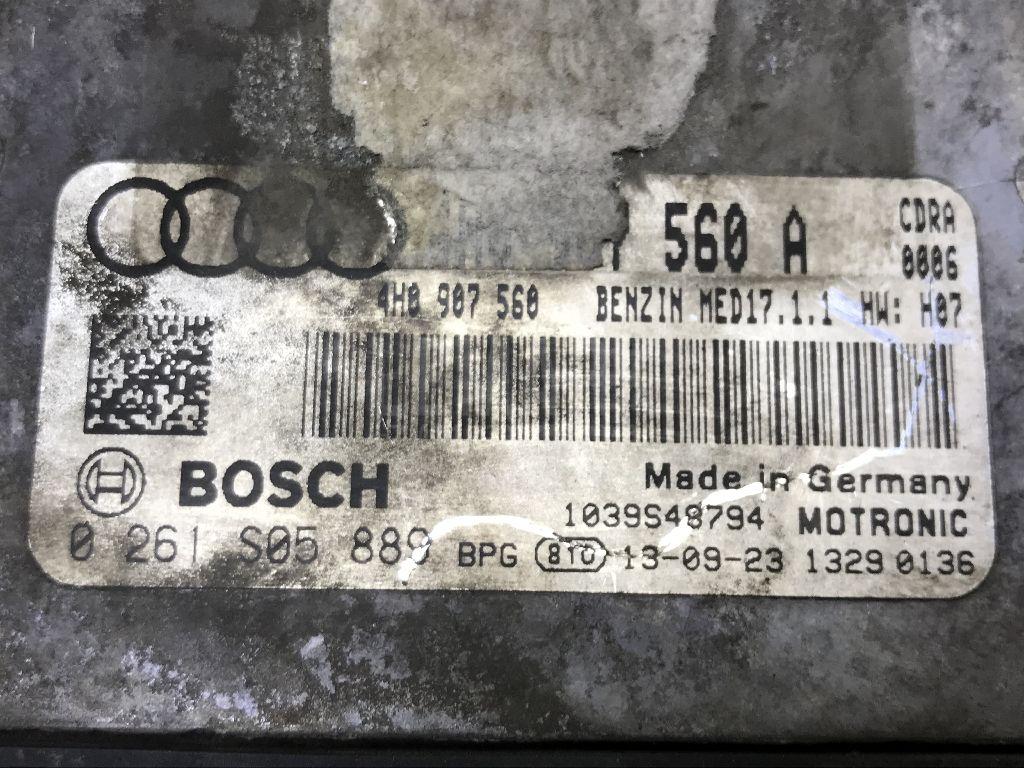 560 A
CDRA
0006
4H0 907 560 BENZIN MED17.1.1 HW: H07
BOSCH
Made in Germany
1039S48794 MOTRONIC
0 261 S05 889 BPG 810 13-09-23 1329 0136